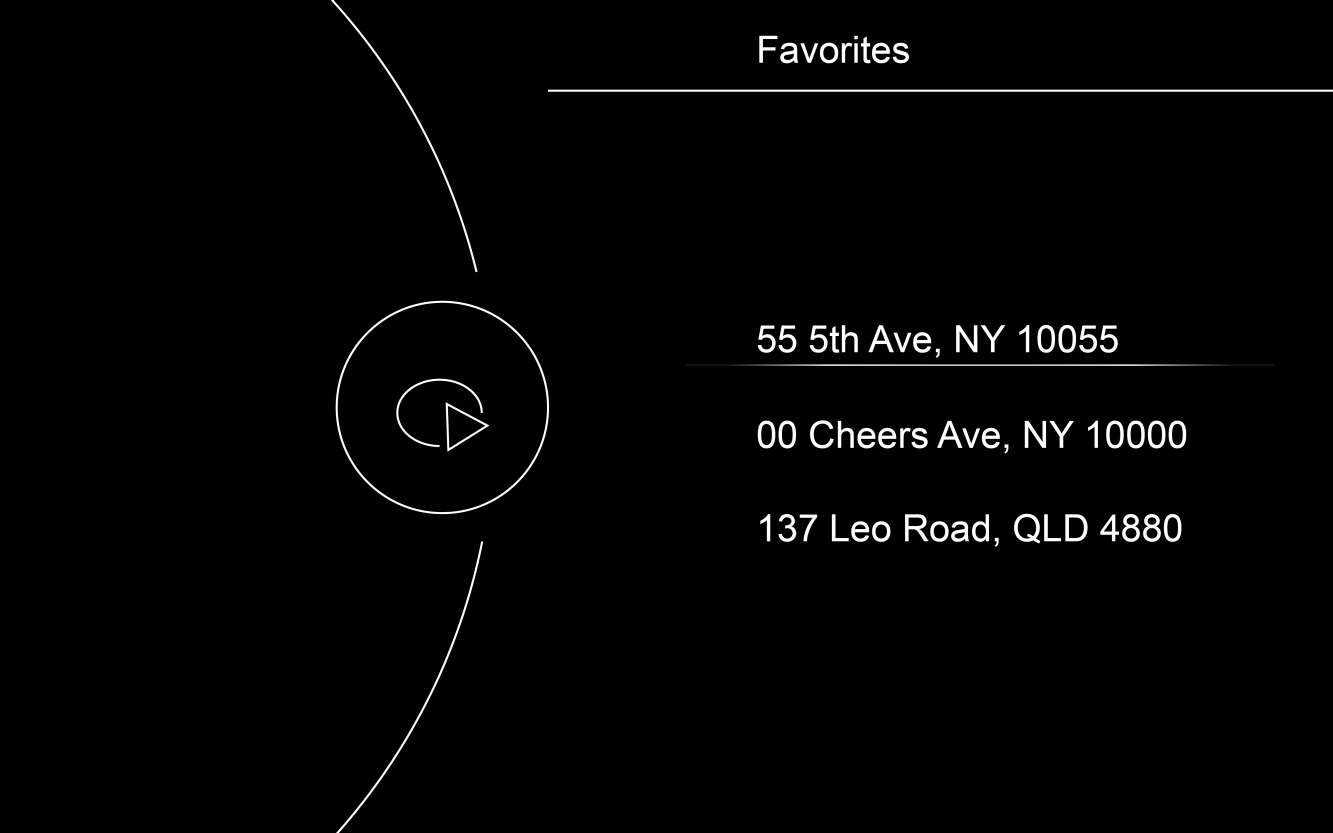 Favorites
55 5th Ave, NY 10055
00 Cheers Ave, NY 10000
137 Leo Road, QLD 4880